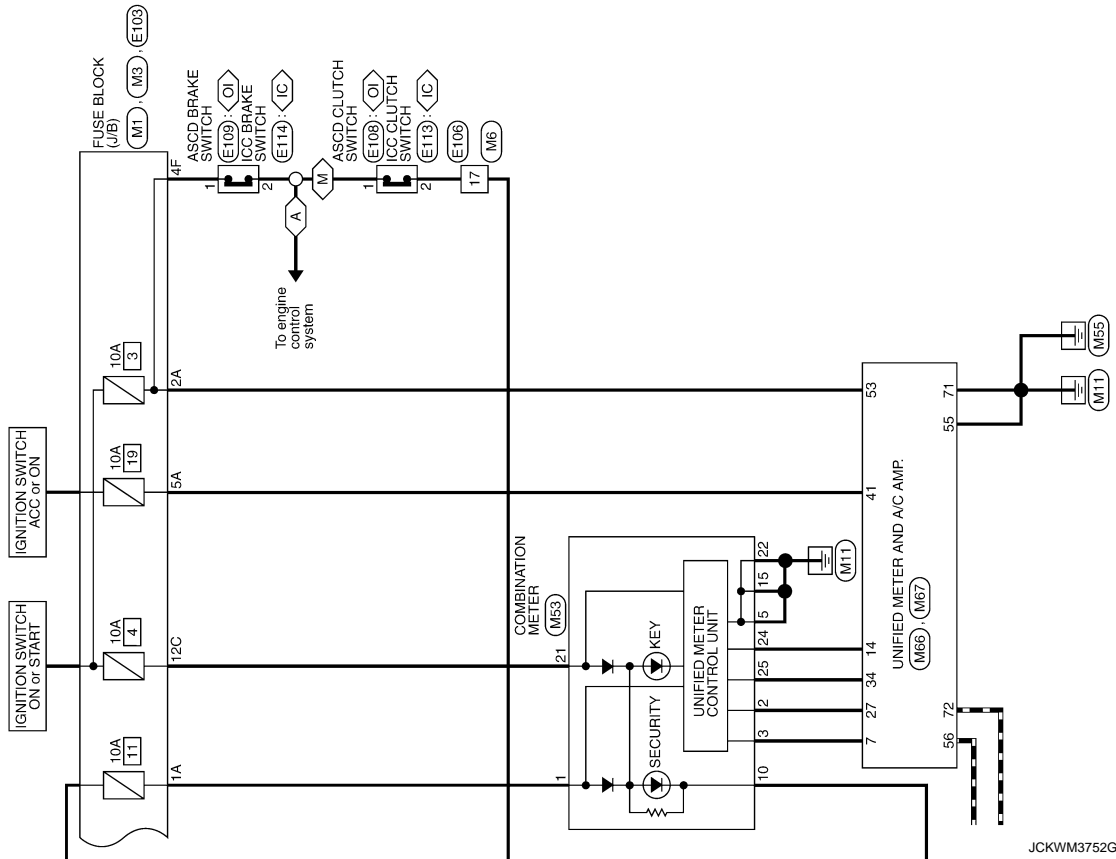 FUSE BLOCK
(J/B)
M1 , M3 , E103
IGNITION SWITCH
ACC or ON
IGNITION SWITCH
ON or START
10A
3
10A
19
10A
4
10A
11
4F
2A
5A
12C
1A
ASCD BRAKE
SWITCH
E109 : OI
ICC BRAKE
SWITCH
E114 : IC
1
2
A
M
To engine
control
system
ASCD CLUTCH
SWITCH
E108 : OI
ICC CLUTCH
SWITCH
E113 : IC
1
2
E106
17
M6
COMBINATION
METER
M53
21
1
KEY
SECURITY
UNIFIED METER
CONTROL UNIT
22
15
5
24
25
2
3
10
M11
53
41
14
34
27
7
UNIFIED METER AND A/C AMP.
M66 , M67
71
55
72
56
M55
M11
JCKWM3752G